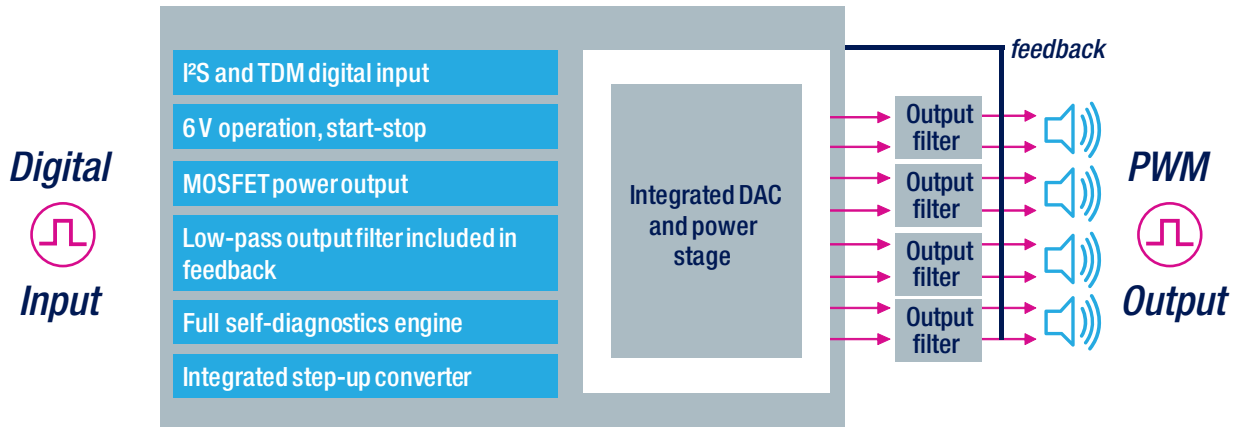 Digital
Input
I²S and TDM digital input
6 V operation, start-stop
MOSFET power output
Low-pass output filter included in
feedback
Full self-diagnostics engine
Integrated step-up converter
Integrated DAC
and power
stage
feedback
Output
filter
Output
filter
Output
filter
Output
filter
PWM
Output